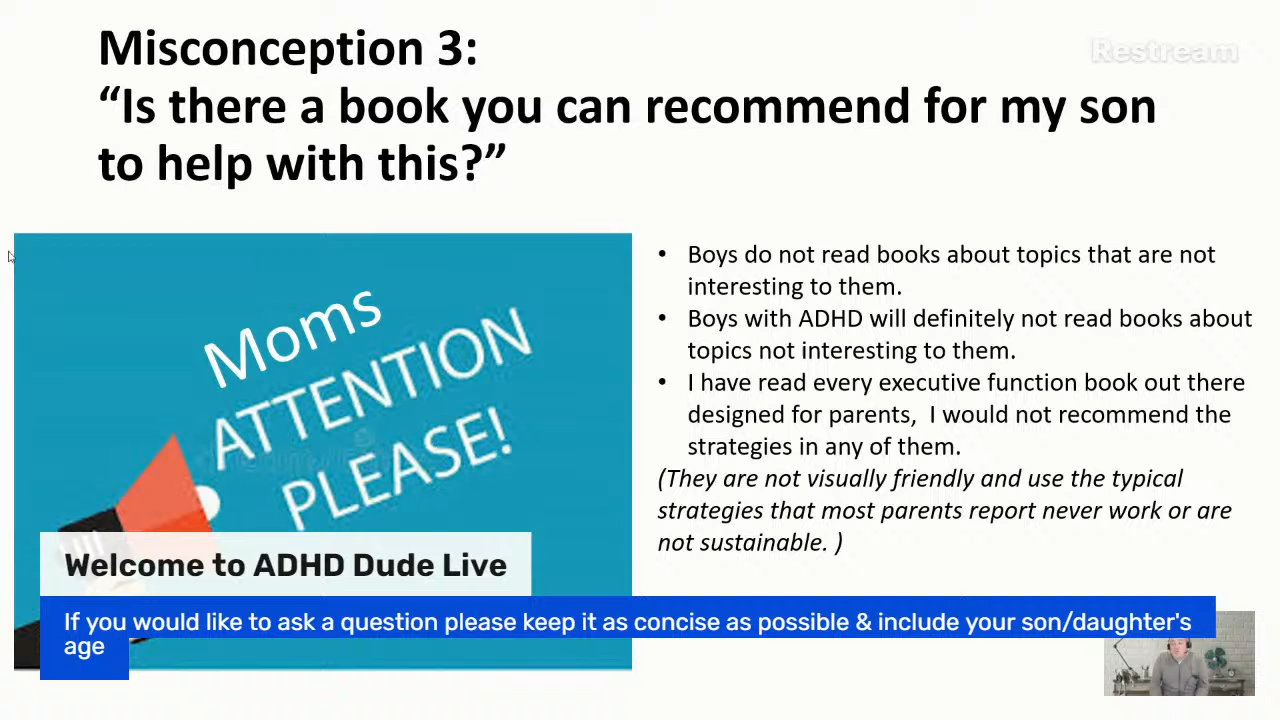 Misconception 3:
“Is there a book you can recommend for my son
to help with this?”
Restream
Moms
ATTENTION
PLEASE!
• Boys do not read books about topics that are not
interesting to them.
• Boys with ADHD will definitely not read books about
topics not interesting to them.
• I have read every executive function book out there
designed for parents,  I would not recommend the
strategies in any of them.
(They are not visually friendly and use the typical
strategies that most parents report never work or are
not sustainable. )
Welcome to ADHD Dude Live
If you would like to ask a question please keep it as concise as possible & include your son/daughter's
age